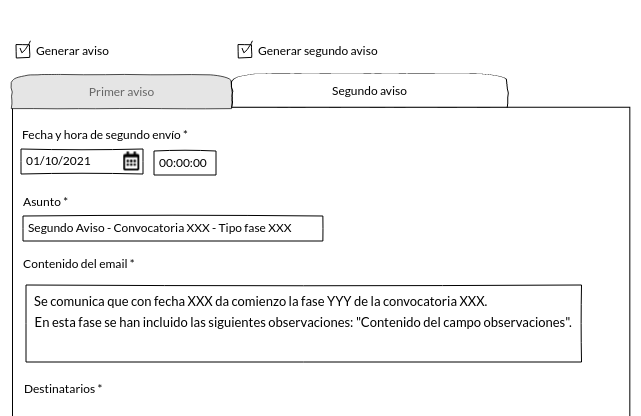 Generar aviso
Generar segundo aviso
Primer aviso
Segundo aviso
Fecha y hora de segundo envío *
01/10/2021
00:00:00
Asunto *
Segundo Aviso - Convocatoria XXX - Tipo fase XXX
Contenido del email *
Se comunica que con fecha XXX da comienzo la fase YYY de la convocatoria XXX.
En esta fase se han incluido las siguientes observaciones: "Contenido del campo observaciones".
Destinatarios *